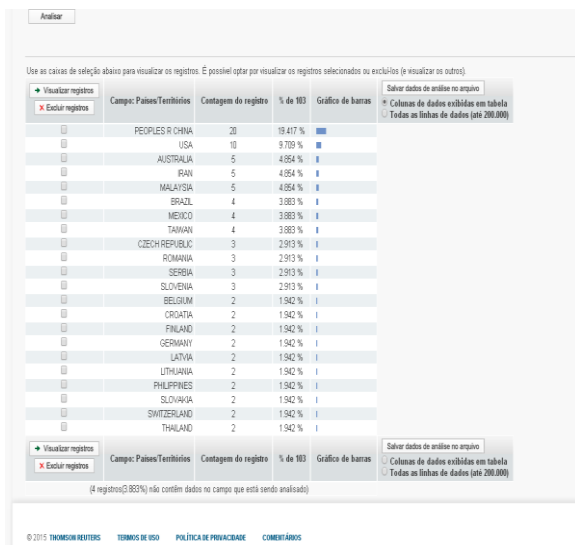 Analisar
Use as caixas de seleção abaixo para visualizar os registros. É possível optar por visualizar os registros selecionados ou excluí-los (e visualizar os outros).
➔ Visualizar registros
✕ Excluir registros
Campo: Países/Territórios Contagem do registro % de 103 Gráfico de barras
Salvar dados de análise no arquivo
Colunas de dados exibidas em tabela
Todas as linhas de dados (até 200.000)
PEOPLES R CHINA 20 19.417 %
USA 10 9.709 %
AUSTRALIA 5 4.854 %
IRAN 5 4.854 %
MALAYSIA 5 4.854 %
BRAZIL 4 3.883 %
MEXICO 4 3.883 %
TAIWAN 4 3.883 %
CZECH REPUBLIC 3 2.913 %
ROMANIA 3 2.913 %
SERBIA 3 2.913 %
SLOVENIA 3 2.913 %
BELGIUM 2 1.942 %
CROATIA 2 1.942 %
FINLAND 2 1.942 %
GERMANY 2 1.942 %
LATVIA 2 1.942 %
LITHUANIA 2 1.942 %
PHILIPPINES 2 1.942 %
SLOVAKIA 2 1.942 %
SWITZERLAND 2 1.942 %
THAILAND 2 1.942 %
➔ Visualizar registros
✕ Excluir registros
Campo: Países/Territórios Contagem do registro % de 103 Gráfico de barras
Salvar dados de análise no arquivo
Colunas de dados exibidas em tabela
Todas as linhas de dados (até 200.000)
(4 registros(3.883%) não contêm dados no campo que está sendo analisado)
© 2015 THOMSON REUTERS TERMOS DE USO POLÍTICA DE PRIVACIDADE COMENTÁRIOS